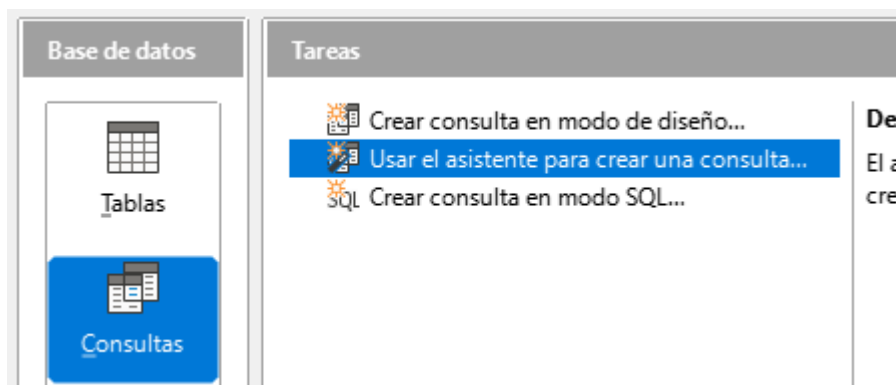 Base de datos
Tareas
Tablas
Consultas
Crear consulta en modo de diseño...
Usar el asistente para crear una consulta...
SQL Crear consulta en modo SQL...